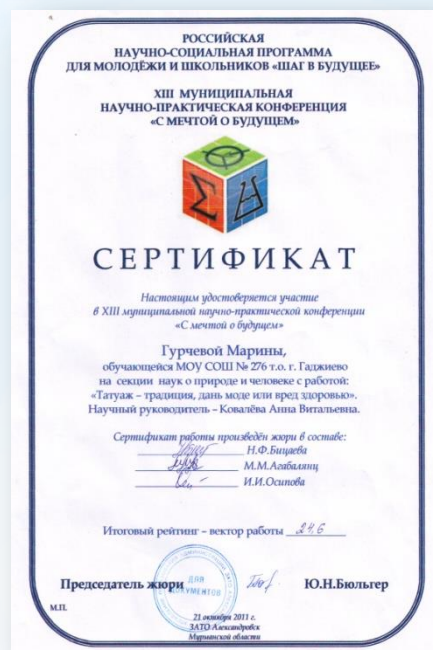 РОССИЙСКАЯ
НАУЧНО-СОЦИАЛЬНАЯ ПРОГРАММА
ДЛЯ МОЛОДЁЖИ И ШКОЛЬНИКОВ «ШАГ В БУДУЩЕЕ»
XIII МУНИЦИПАЛЬНАЯ
НАУЧНО-ПРАКТИЧЕСКАЯ КОНФЕРЕНЦИЯ
«С МЕЧТОЙ О БУДУЩЕМ»
СЕРТИФИКАТ
Настоящим удостоверяется участие
в XIII муниципальной научно-практической конференции
«С мечтой о будущем»
Гурчевой Марины,
обучающейся МОУ СОШ № 276 т.о. г. Гаджиево
на секции наук о природе и человеке с работой:
«Татуаж – традиция, дань моде или вред здоровью».
Научный руководитель – Ковалёва Анна Витальевна.
Сертификат работы произведён жюри в составе:
Н.Ф.Бицаева
М.М.Агабалянц
И.И.Осипова
Итоговый рейтинг – вектор работы 24,6
ДЛЯ
ДОКУМЕНТОВ
Председатель жюри Ю.Н.Бюльгер
М.П.
21 октября 2011 г.
ЗАТО Александровск
Мурманской области